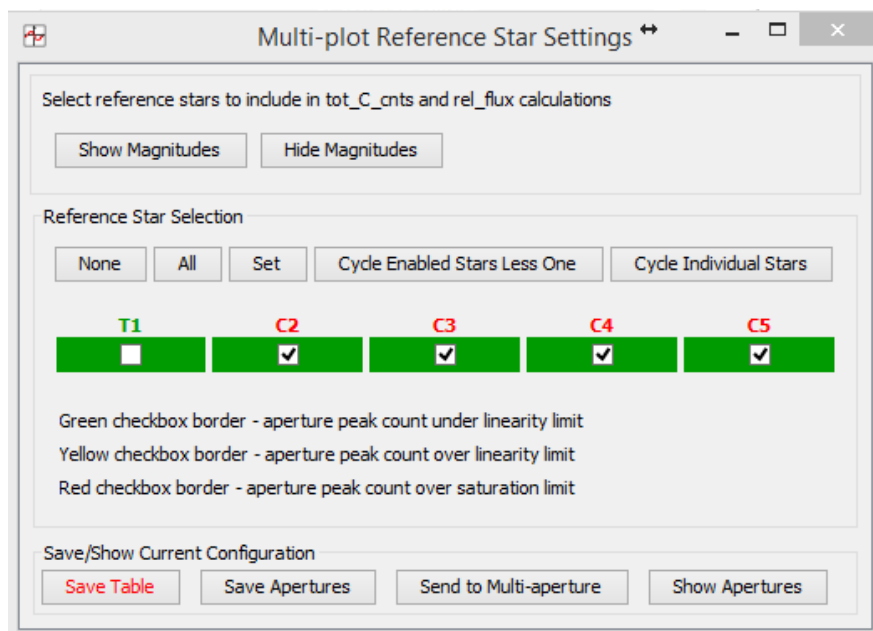 Multi-plot Reference Star Settings
Select reference stars to include in tot_C_cnts and rel_flux calculations
Show Magnitudes Hide Magnitudes
Reference Star Selection
None All Set Cycle Enabled Stars Less One Cycle Individual Stars
T1 C2 C3 C4 C5
Green checkbox border - aperture peak count under linearity limit
Yellow checkbox border - aperture peak count over linearity limit
Red checkbox border - aperture peak count over saturation limit
Save/Show Current Configuration
Save Table Save Apertures Send to Multi-aperture Show Apertures